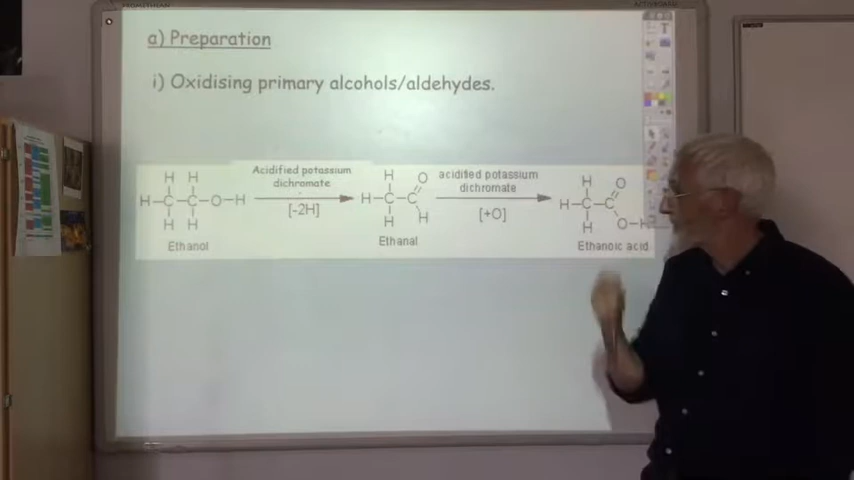 a) Preparation
i) Oxidising primary alcohols/aldehydes.
Acidified potassium
dichromate
[-2H]
acidified potassium
dichromate
[+O]
H H
H-C-C-O-H
H H
Ethanol
H O
H-C-C
H H
Ethanal
H O
H-C-C
H O-H
Ethanoic acid